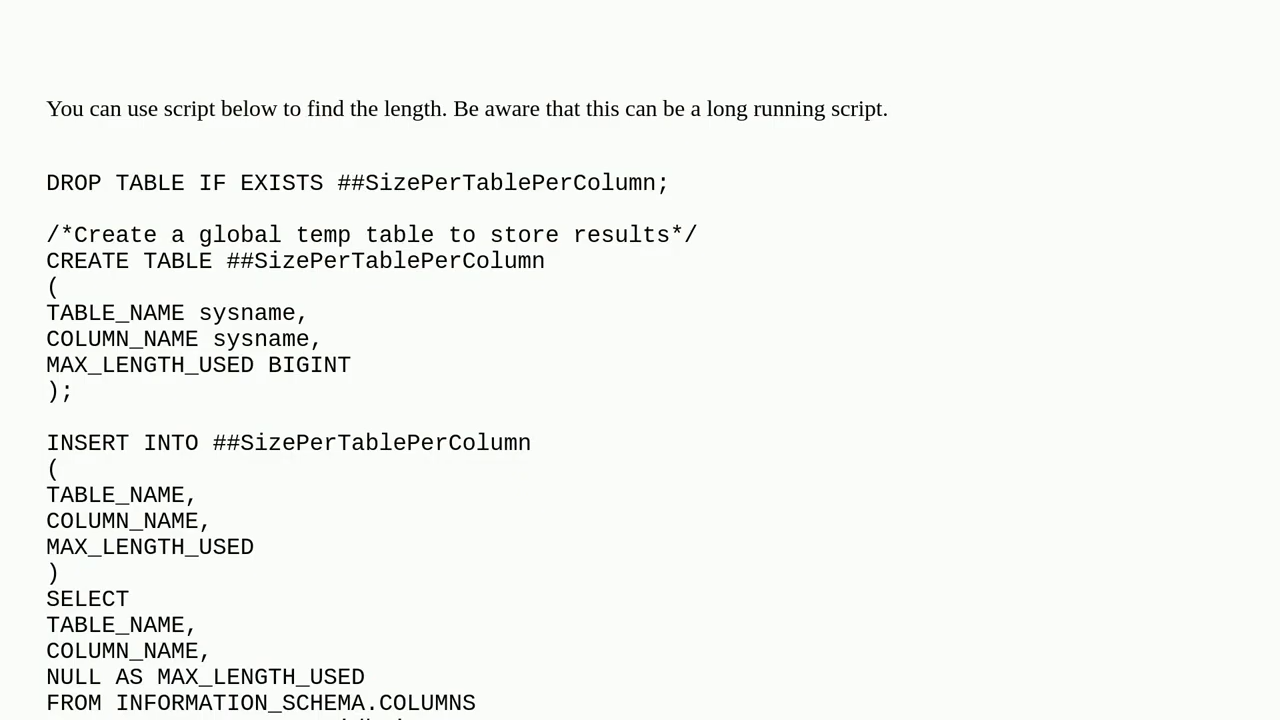 You can use script below to find the length. Be aware that this can be a long running script.
DROP TABLE IF EXISTS ##SizePerTablePerColumn;
/*Create a global temp table to store results*/
CREATE TABLE ##SizePerTablePerColumn
(
TABLE_NAME sysname,
COLUMN_NAME sysname,
MAX_LENGTH_USED BIGINT
);
INSERT INTO ##SizePerTablePerColumn
(
TABLE_NAME,
COLUMN_NAME,
MAX_LENGTH_USED
)
SELECT
TABLE_NAME,
COLUMN_NAME,
NULL AS MAX_LENGTH_USED
FROM INFORMATION_SCHEMA.COLUMNS